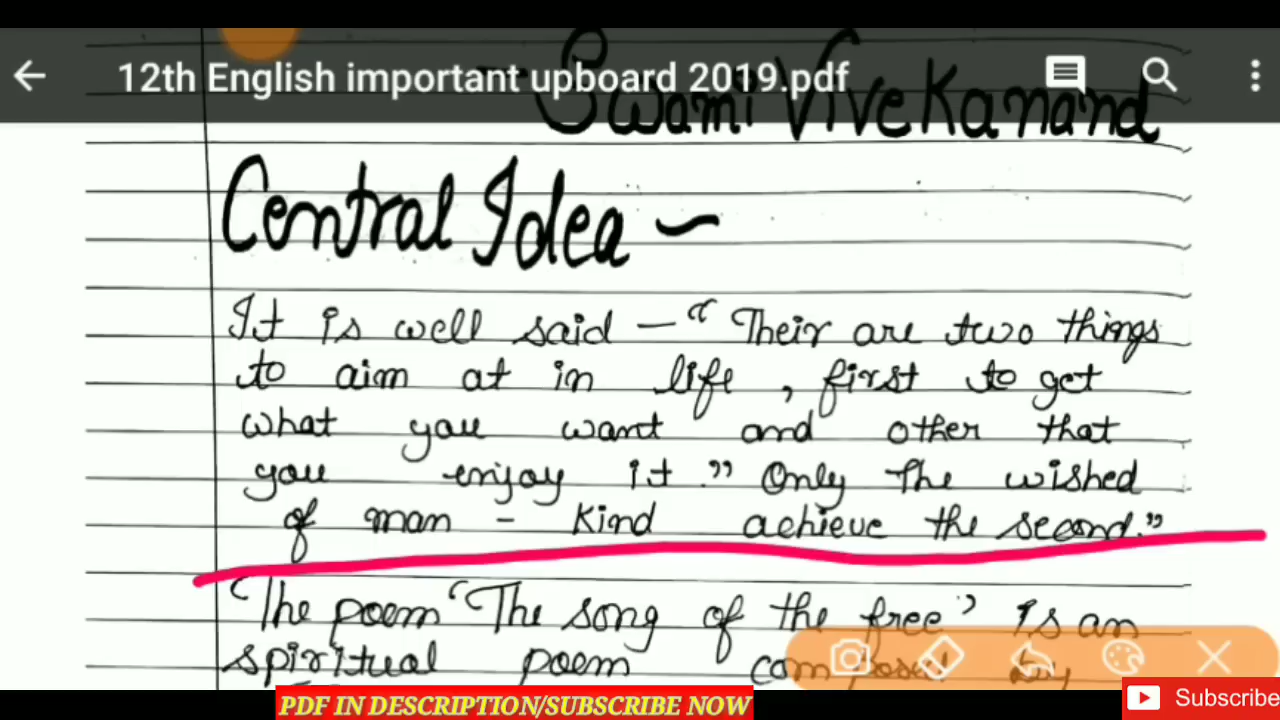 12th English important upboard 2019.pdf
- Swami Vivekanand
Central Idea -
It is well said - "Their are two things
to aim at in life, first to get
what you want and other that
you enjoy it." Only The wished
of man - kind achieve the second."
The poem "The song of the free" Is an
spiritual poem composed by
PDF IN DESCRIPTION/SUBSCRIBE NOW
Subscribe